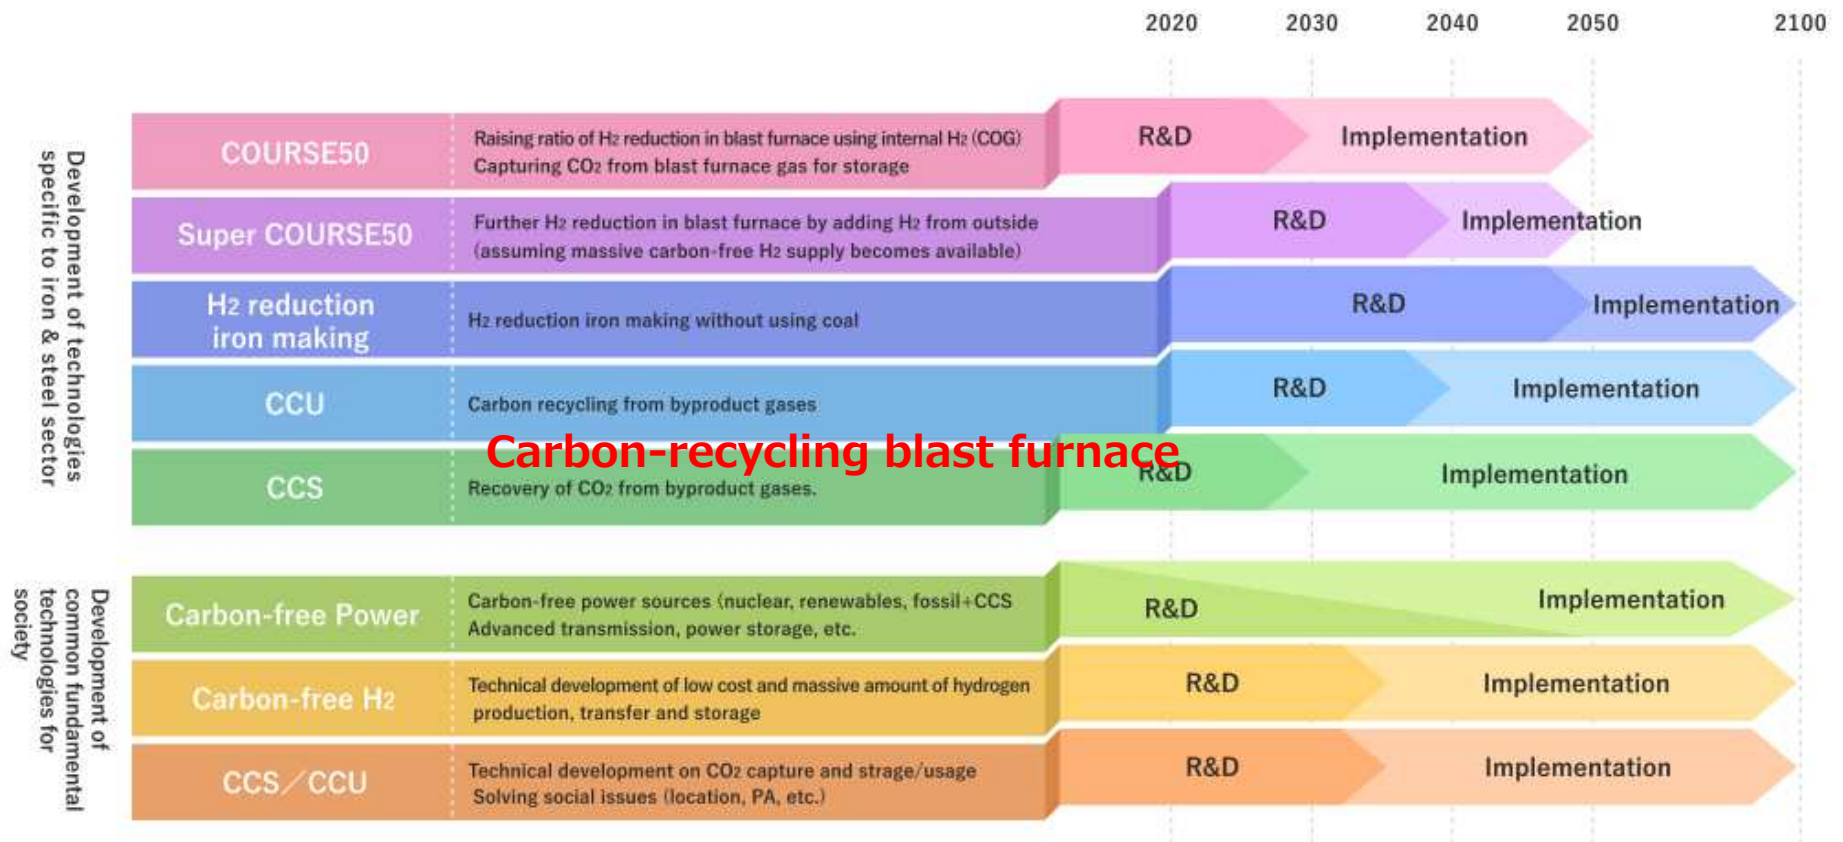 2020 2030 2040 2050 2100
Development of technologies
specific to iron & steel sector
COURSE50
Raising ratio of H2 reduction in blast furnace using internal H2 (COG)
Capturing CO2 from blast furnace gas for storage
R&D
Implementation
Super COURSE50
Further H2 reduction in blast furnace by adding H2 from outside
(assuming massive carbon-free H2 supply becomes available)
R&D
Implementation
H2 reduction
iron making
H2 reduction iron making without using coal
R&D
Implementation
CCU
Carbon recycling from byproduct gases
R&D
Implementation
Carbon-recycling blast furnace
CCS
Recovery of CO2 from byproduct gases.
R&D
Implementation
Development of
common fundamental
technologies for
society
Carbon-free Power
Carbon-free power sources (nuclear, renewables, fossil+CCS
Advanced transmission, power storage, etc.
R&D
Implementation
Carbon-free H2
Technical development of low cost and massive amount of hydrogen
production, transfer and storage
R&D
Implementation
CCS/CCU
Technical development on CO2 capture and strage/usage
Solving social issues (location, PA, etc.)
R&D
Implementation